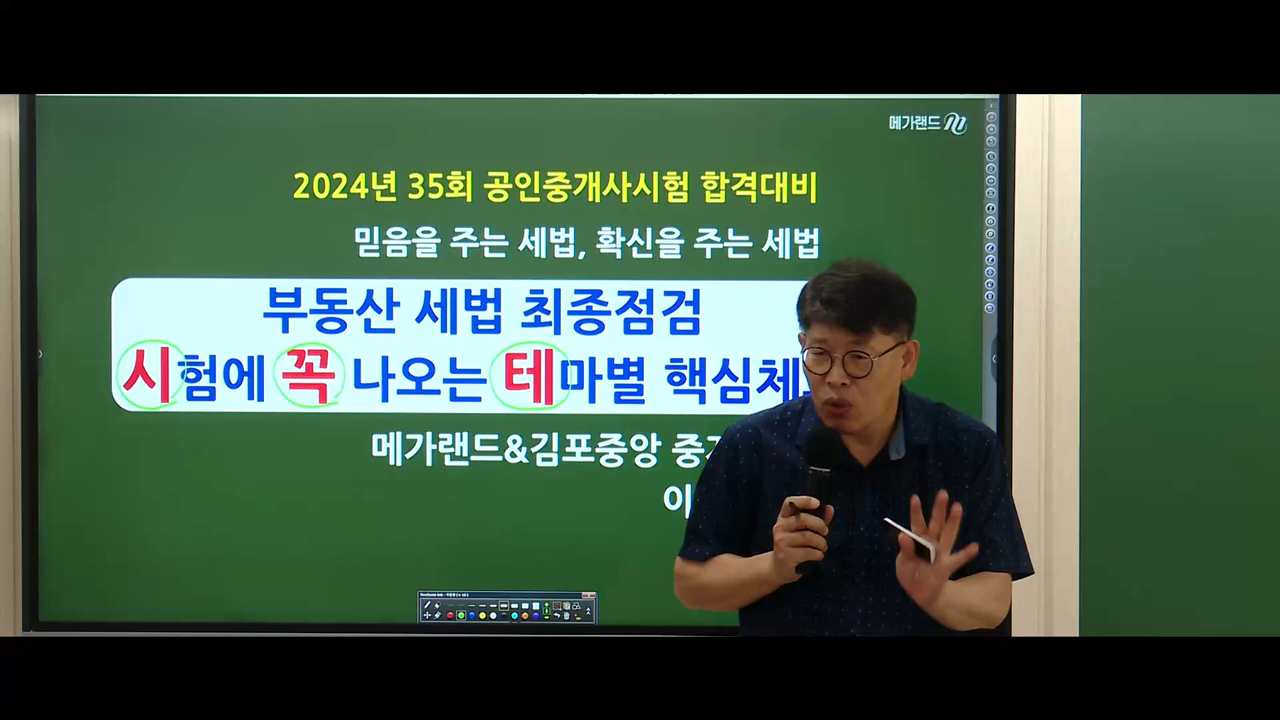 메가랜드
2024년 35회 공인중개사시험 합격대비
믿음을 주는 세법, 확신을 주는 세법
부동산 세법 최종점검
시험에 꼭 나오는 테마별 핵심체
메가랜드&김포중앙 중
이